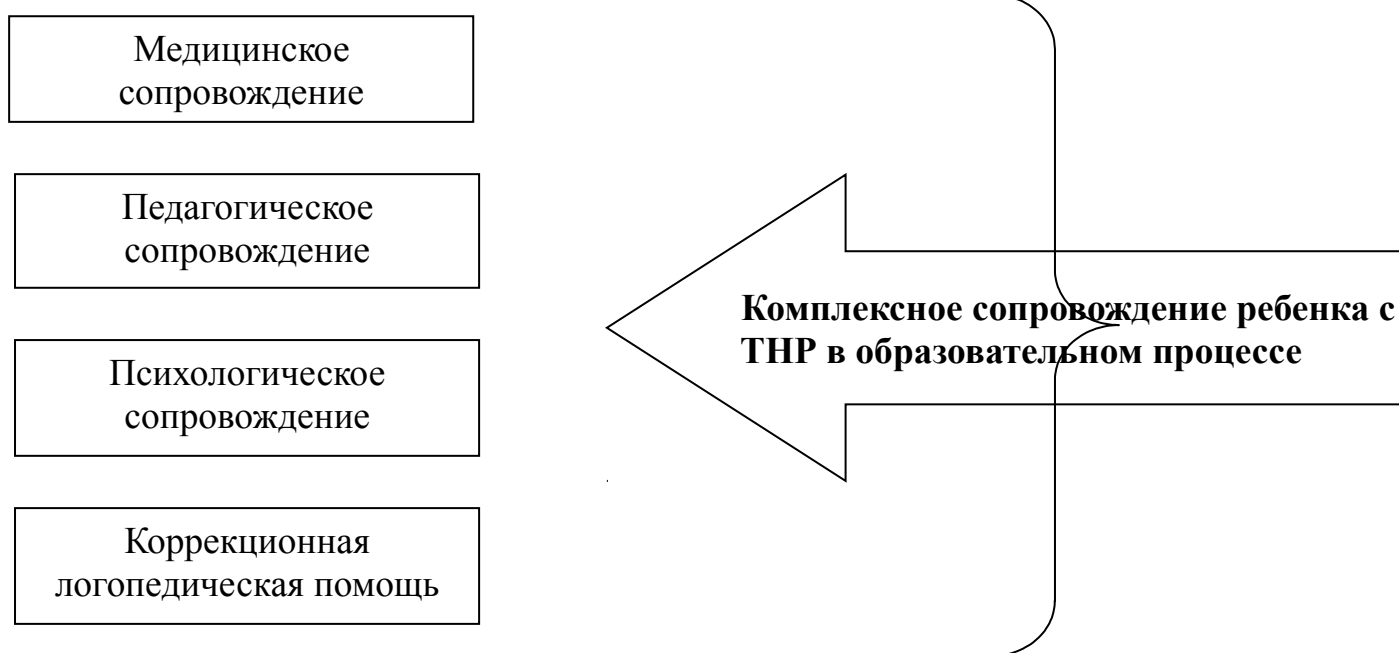 Медицинское
сопровождение
Педагогическое
сопровождение
Психологическое
сопровождение
Коррекционная
логопедическая помощь
Комплексное сопровождение ребенка с
ТНР в образовательном процессе